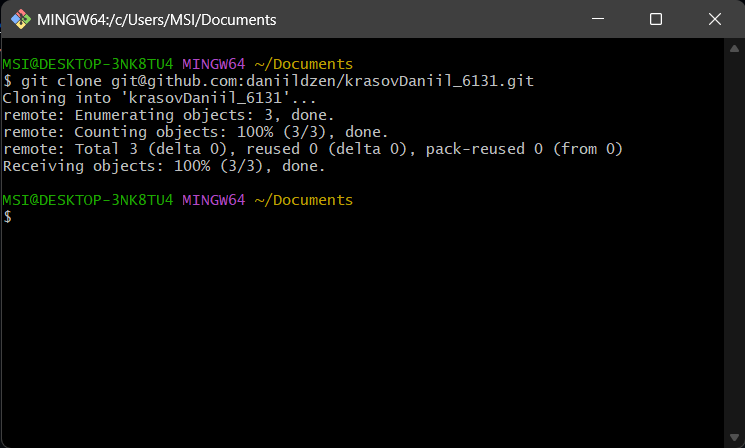 MINGW64:/c/Users/MSI/Documents
MSI@DESKTOP-3NK8TU4 MINGW64 ~/Documents
$ git clone git@github.com:daniildzen/krasovDaniil_6131.git
Cloning into 'krasovDaniil_6131'...
remote: Enumerating objects: 3, done.
remote: Counting objects: 100% (3/3), done.
remote: Total 3 (delta 0), reused 0 (delta 0), pack-reused 0 (from 0)
Receiving objects: 100% (3/3), done.
MSI@DESKTOP-3NK8TU4 MINGW64 ~/Documents
$